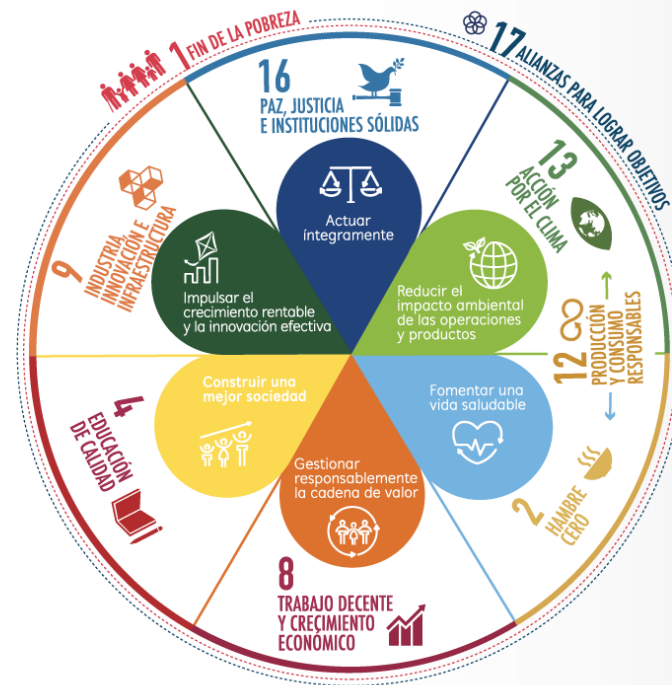 1 FIN DE LA POBREZA
17 ALIANZAS PARA LOGRAR OBJETIVOS
16
PAZ, JUSTICIA
E INSTITUCIONES SÓLIDAS
13
ACCIÓN
POR EL CLIMA
12
PRODUCCIÓN
Y CONSUMO
RESPONSABLES
2
HAMBRE
CERO
8
TRABAJO DECENTE
Y CRECIMIENTO
ECONÓMICO
4
EDUCACIÓN
DE CALIDAD
9
INDUSTRIA,
INNOVACIÓN E
INFRAESTRUCTURA
Actuar
íntegramente
Reducir el
impacto ambiental
de las operaciones
y productos
Fomentar una
vida saludable
Gestionar
responsablemente
la cadena de valor
Construir una
mejor sociedad
Impulsar el
crecimiento rentable
y la innovación efectiva